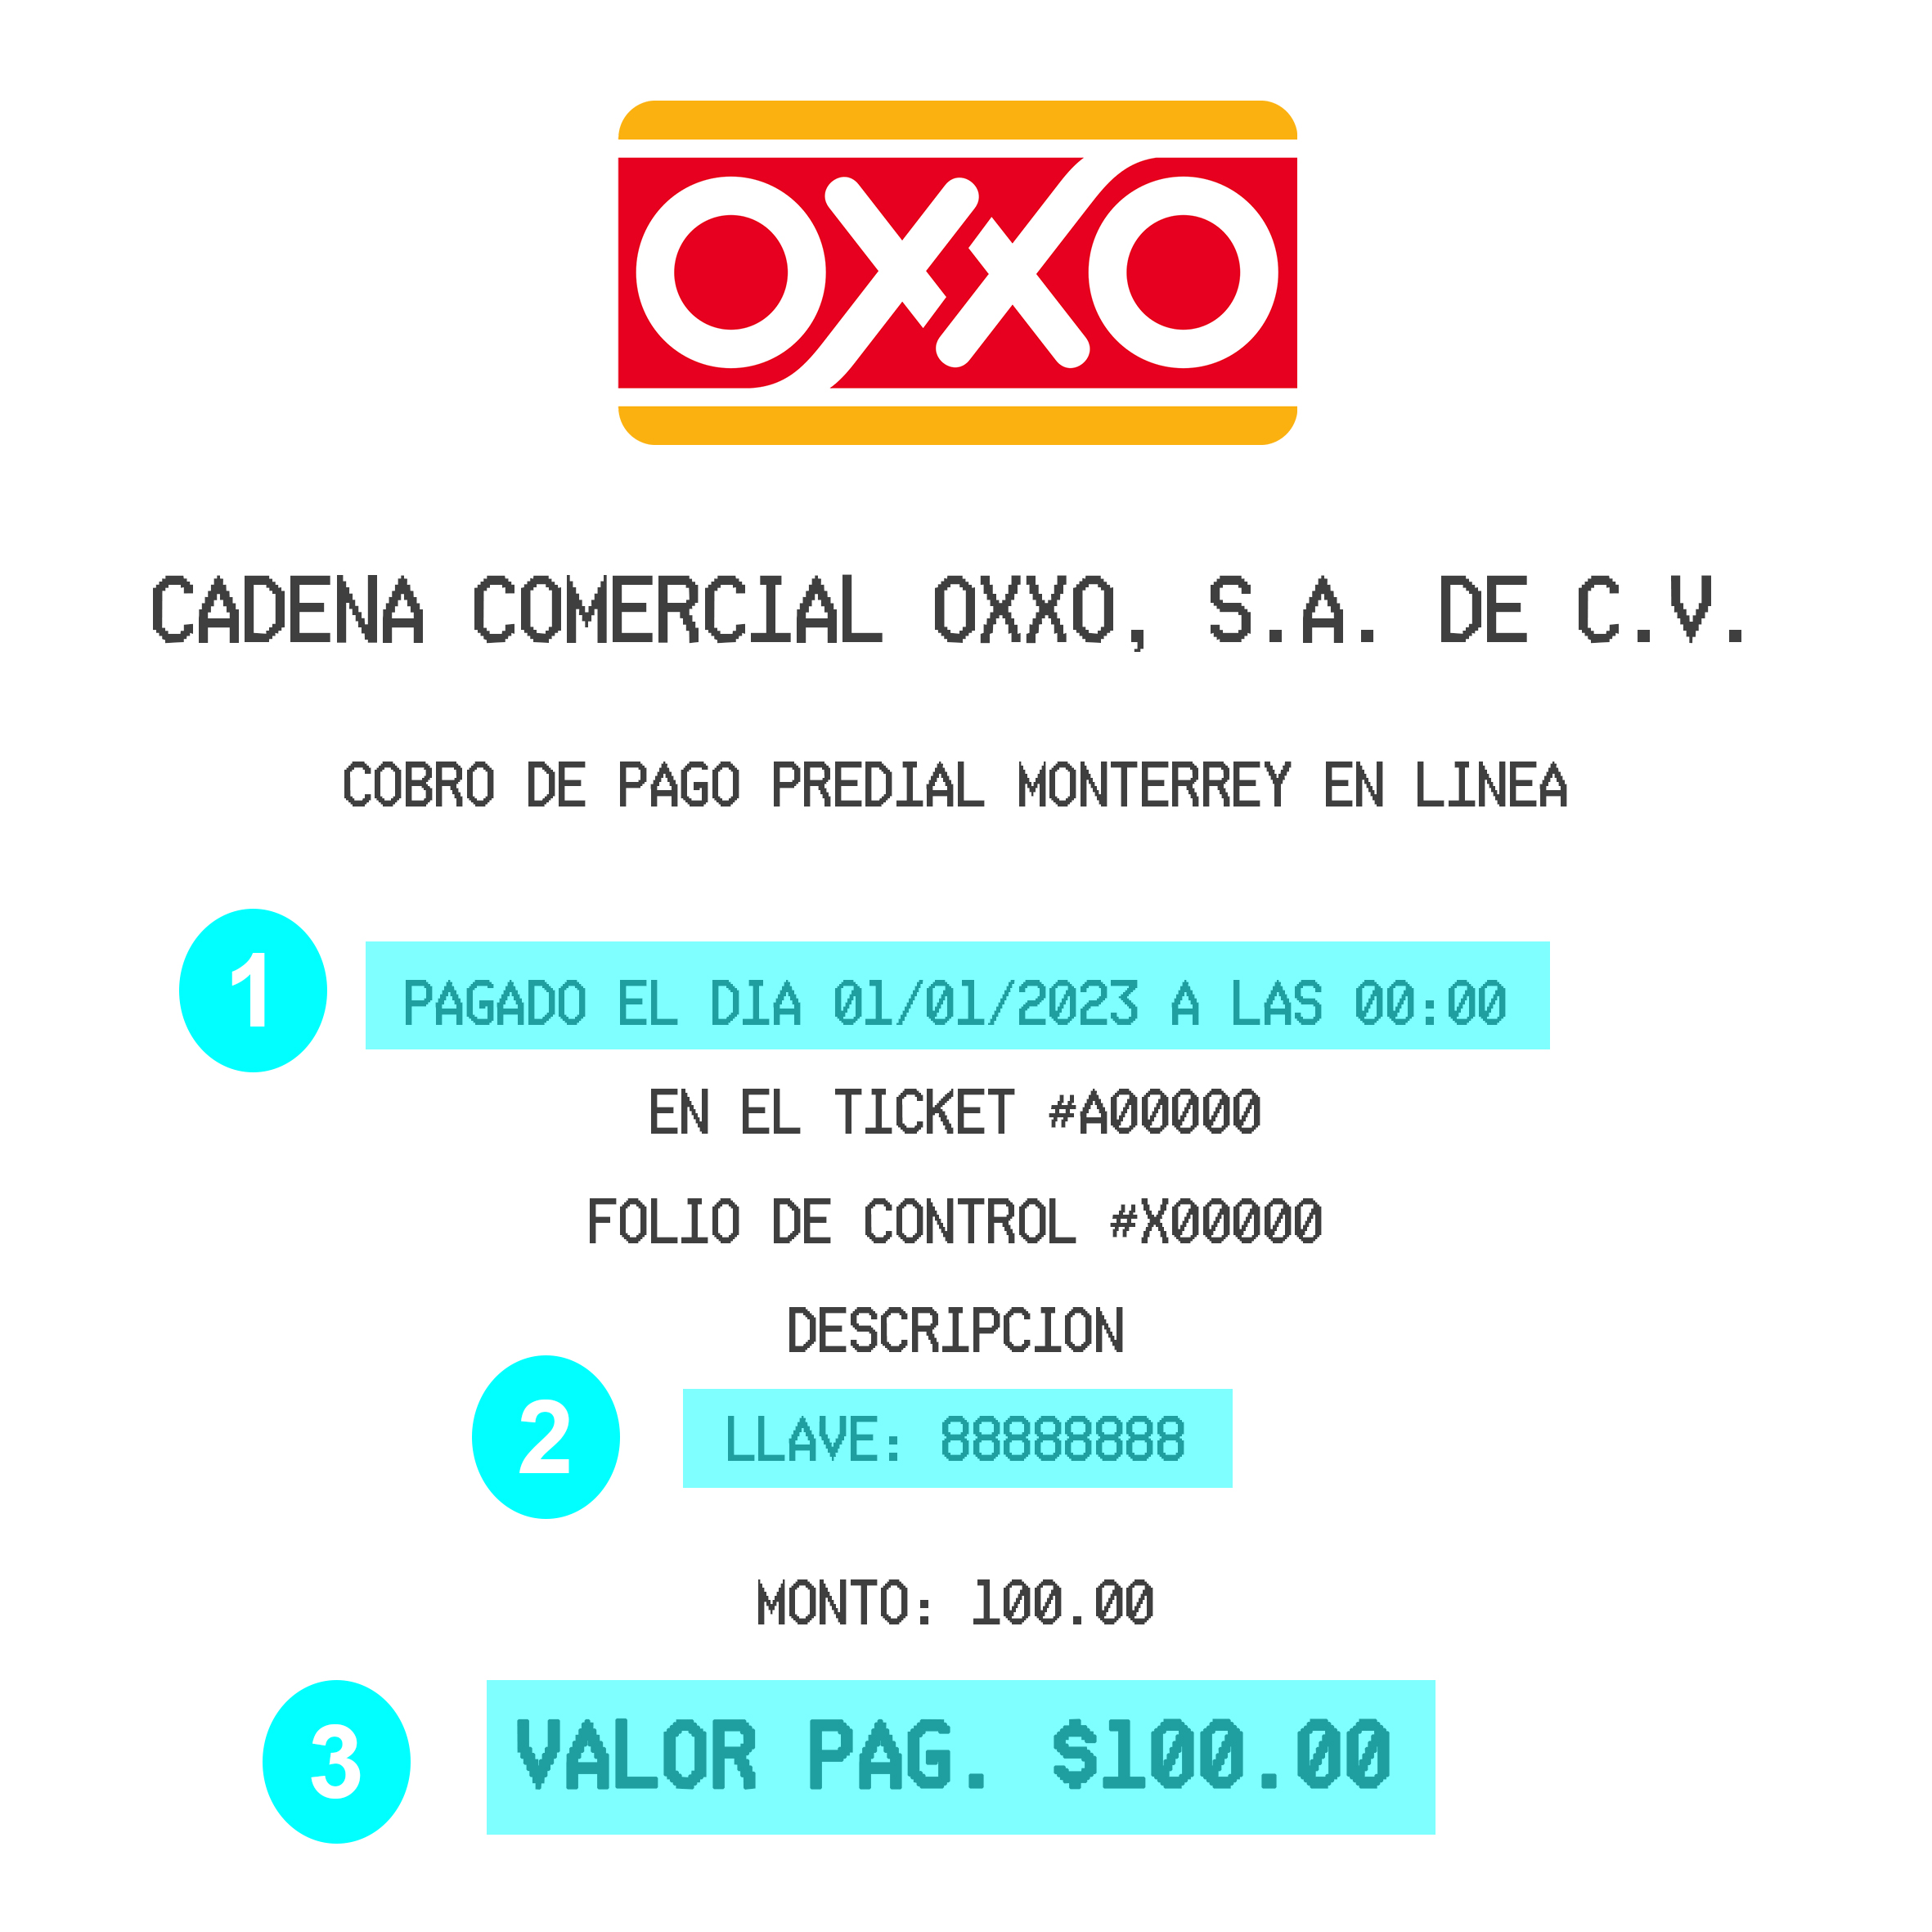 OXXO
CADENA COMERCIAL OXXO, S.A. DE C.V.
COBRO DE PAGO PREDIAL MONTERREY EN LINEA
1 PAGADO EL DIA 01/01/2023 A LAS 00:00
EN EL TICKET #A00000
FOLIO DE CONTROL #X00000
DESCRIPCION
2 LLAVE: 88888888
MONTO: 100.00
3 VALOR PAG. $100.00